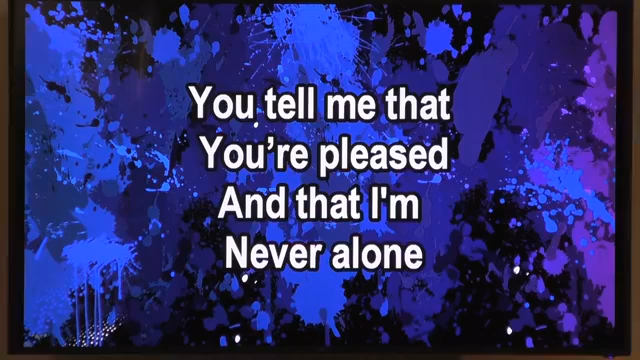 You tell me that
You’re pleased
And that I'm
Never alone